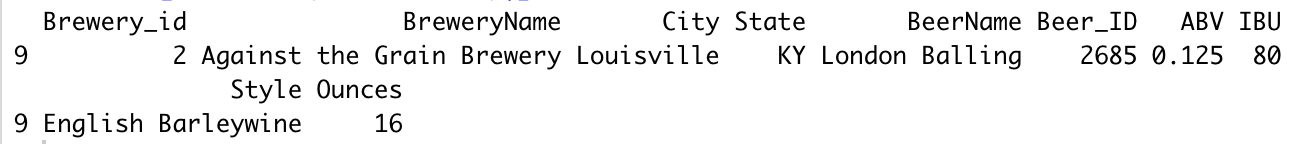 Brewery_id BreweryName City State BeerName Beer_ID ABV IBU
9 2 Against the Grain Brewery Louisville KY London Balling 2685 0.125 80
Style Ounces
9 English Barleywine 16